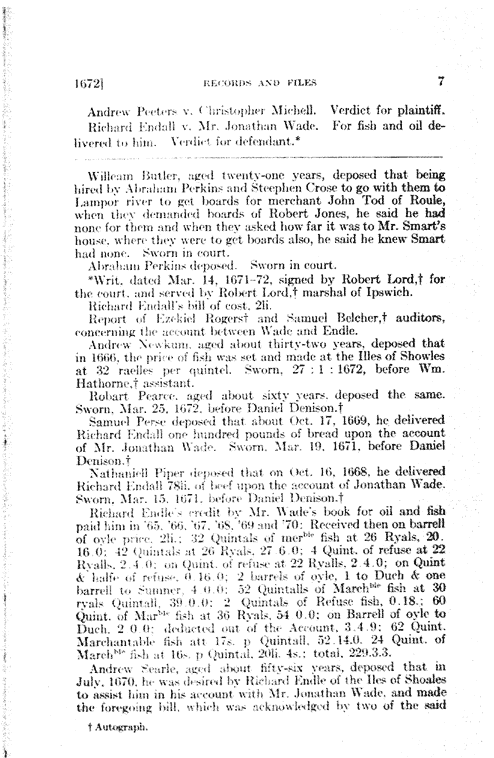 1672]
RECORDS AND FILES
7
Andrew Peeters v. Christopher Michell. Verdict for plaintiff.
Richard Endall v. Mr. Jonathan Wade. For fish and oil de-
livered to him. Verdict for defendant.*
Willeam Butler, aged twenty-one years, deposed that being
hired by Abraham Perkins and Steephen Crose to go with them to
Lampor river to get boards for merchant John Tod of Roule,
when they demanded boards of Robert Jones, he said he had
none for them and when they asked how far it was to Mr. Smart's
house, where they were to get boards also, he said he knew Smart
had none. Sworn in court.
Abraham Perkins deposed. Sworn in court.
*Writ, dated Mar. 14, 1671-72, signed by Robert Lord,† for
the court, and served by Robert Lord,† marshal of Ipswich.
Richard Endall's bill of cost, 2li.
Report of Ezekiel Rogers† and Samuel Belcher,† auditors,
concerning the account between Wade and Endle.
Andrew Newkum, aged about thirty-two years, deposed that
in 1666, the price of fish was set and made at the Illes of Showles
at 32 raelles per quintel. Sworn, 27 : 1 : 1672, before Wm.
Hathorne,† assistant.
Robart Pearce, aged about sixty years, deposed the same.
Sworn, Mar. 25, 1672, before Daniel Denison.†
Samuel Perse deposed that about Oct. 17, 1669, he delivered
Richard Endall one hundred pounds of bread upon the account
of Mr. Jonathan Wade. Sworn, Mar. 19, 1671, before Daniel
Denison.†
Nathaniell Piper deposed that on Oct. 16, 1668, he delivered
Richard Endall 78li. of beef upon the account of Jonathan Wade.
Sworn, Mar. 15, 1671, before Daniel Denison.†
Richard Endle's credit by Mr. Wade's book for oil and fish
paid him in '65, '66, '67, '68, '69 and '70: Received then on barrell
of oyle price, 2li.; 32 Quintals of merble fish at 26 Ryals, 20.
16.0; 42 Quintals at 26 Ryals, 27.6.0; 4 Quint. of refuse at 22
Ryalls, 2.4.0; on Quint. of refuse at 22 Ryalls, 2.4.0; on Quint
& halfe of refuse, 0.16.0; 2 barrels of oyle, 1 to Duch & one
barrell to Sumner, 4.0.0; 52 Quintalls of Marchble fish at 30
ryals Quintall, 39.0.0; 2 Quintals of Refuse fish, 0.18.; 60
Quint. of Marble fish at 36 Ryals, 54.0.0; on Barrell of oyle to
Duch, 2.0.0; deducted out of the Account, 3.4.9; 62 Quint.
Marchantable fish att 17s. p Quintall, 52.14.0. 24 Quint. of
Marchble fish at 16s. p Quintal, 20li. 4s.; total, 229.3.3.
Andrew Searle, aged about fifty-six years, deposed that in
July, 1670, he was desired by Richard Endle of the Iles of Shoales
to assist him in his account with Mr. Jonathan Wade, and made
the foregoing bill, which was acknowledged by two of the said
† Autograph.